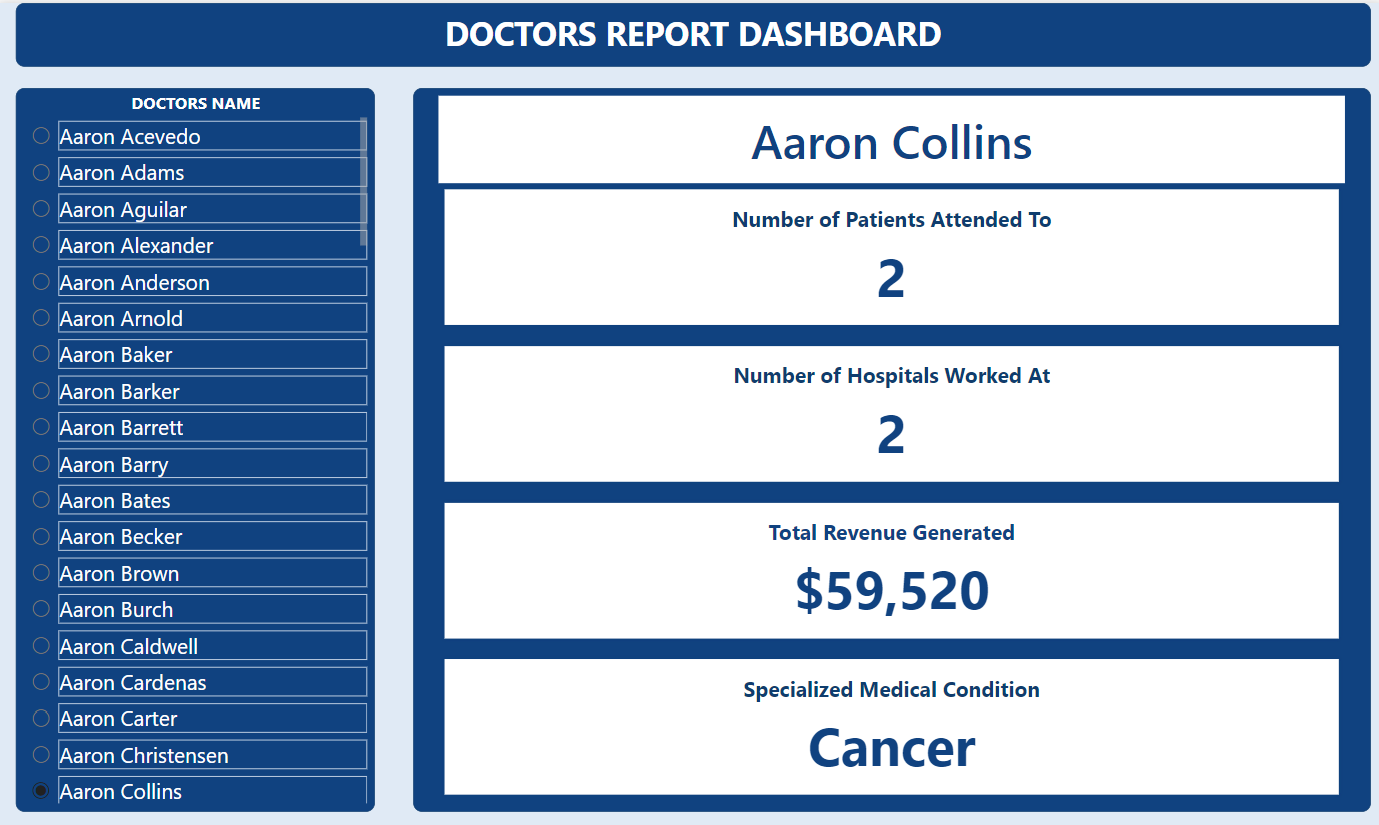 DOCTORS REPORT DASHBOARD
DOCTORS NAME
Aaron Acevedo
Aaron Adams
Aaron Aguilar
Aaron Alexander
Aaron Anderson
Aaron Arnold
Aaron Baker
Aaron Barker
Aaron Barrett
Aaron Barry
Aaron Bates
Aaron Becker
Aaron Brown
Aaron Burch
Aaron Caldwell
Aaron Cardenas
Aaron Carter
Aaron Christensen
Aaron Collins
Aaron Collins
Number of Patients Attended To
2
Number of Hospitals Worked At
2
Total Revenue Generated
$59,520
Specialized Medical Condition
Cancer